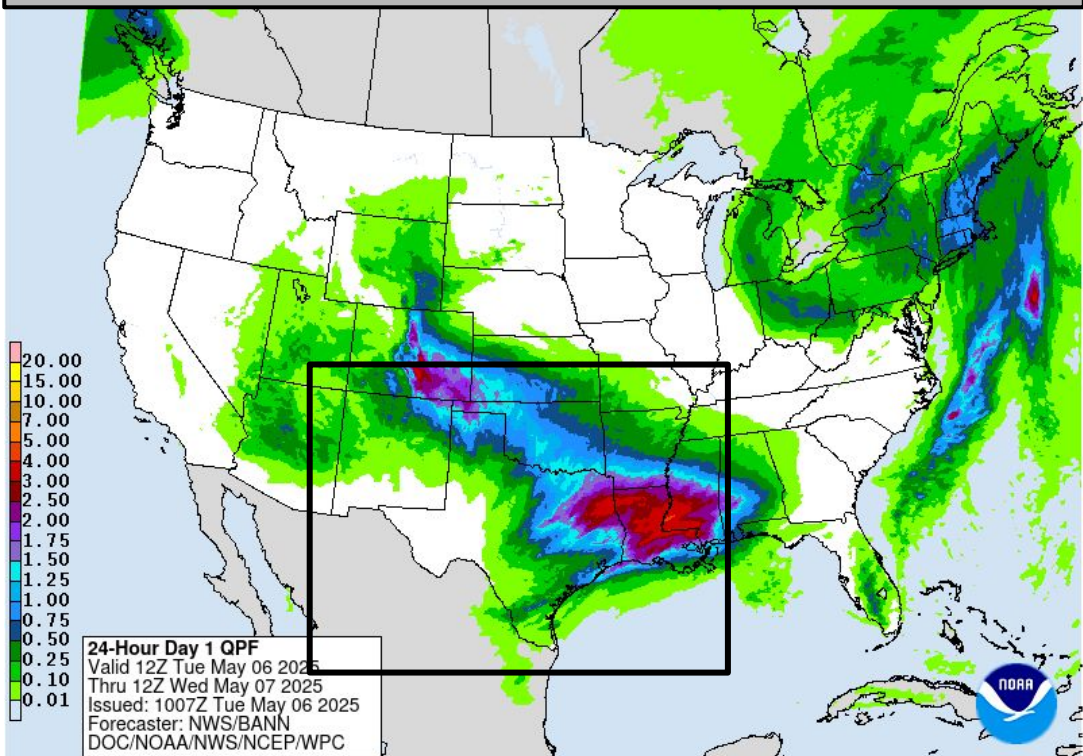 20.00
15.00
10.00
7.00
5.00
4.00
3.00
2.50
2.00
1.75
1.50
1.25
1.00
0.75
0.50
0.25
0.10
0.01
24-Hour Day 1 QPF
Valid 12Z Tue May 06 2025
Thru 12Z Wed May 07 2025
Issued: 1007Z Tue May 06 2025
Forecaster: NWS/BANN
DOC/NOAA/NWS/NCEP/WPC
NOAA